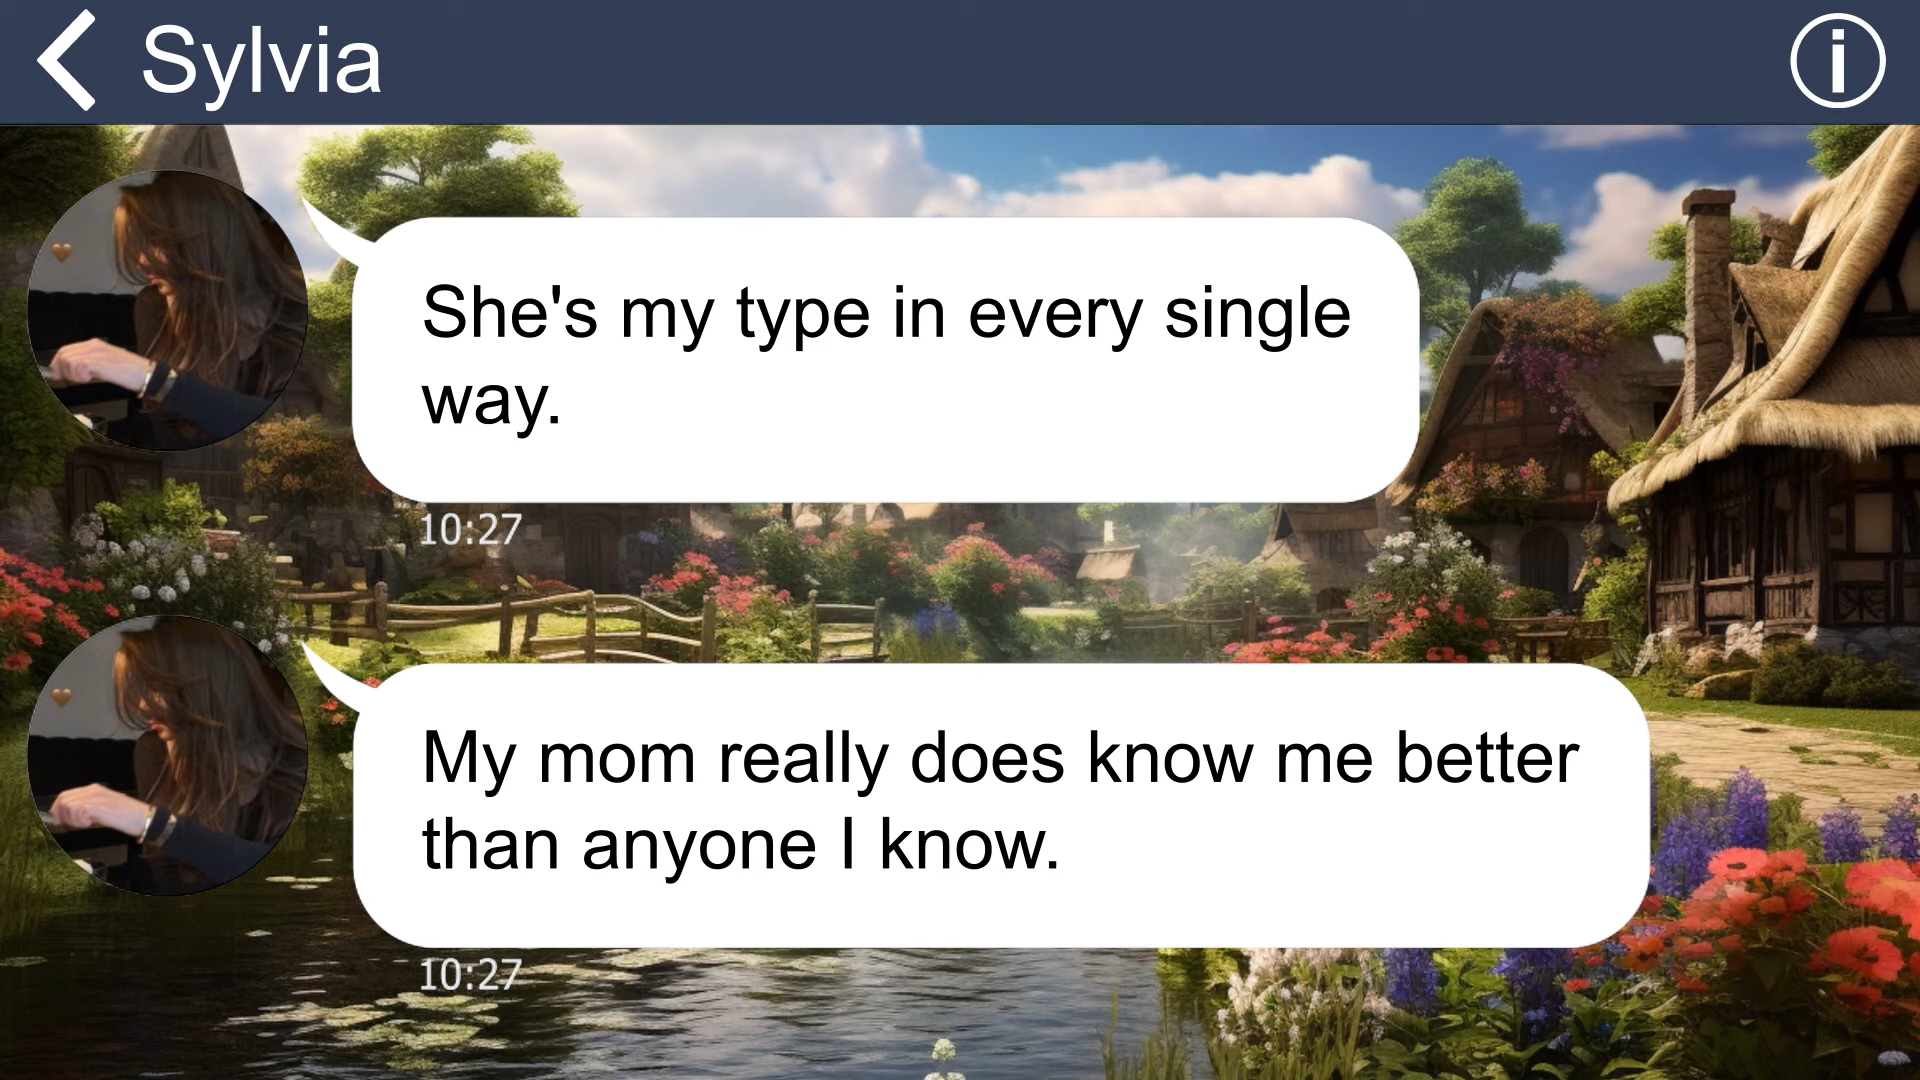 Sylvia
She's my type in every single
way.
10:27
My mom really does know me better
than anyone I know.
10:27